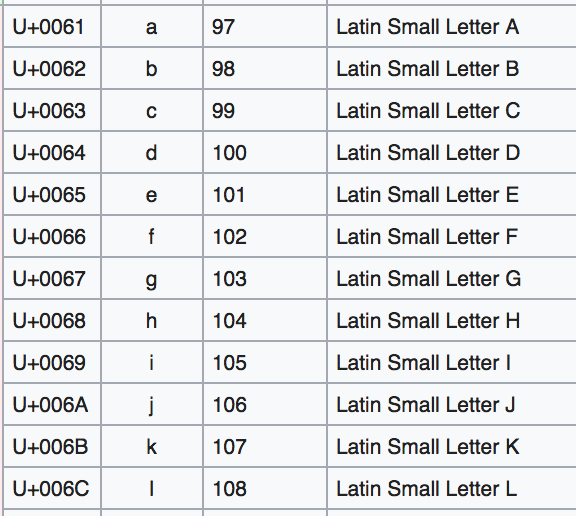 U+0061 a 97 Latin Small Letter A
U+0062 b 98 Latin Small Letter B
U+0063 c 99 Latin Small Letter C
U+0064 d 100 Latin Small Letter D
U+0065 e 101 Latin Small Letter E
U+0066 f 102 Latin Small Letter F
U+0067 g 103 Latin Small Letter G
U+0068 h 104 Latin Small Letter H
U+0069 i 105 Latin Small Letter I
U+006A j 106 Latin Small Letter J
U+006B k 107 Latin Small Letter K
U+006C l 108 Latin Small Letter L